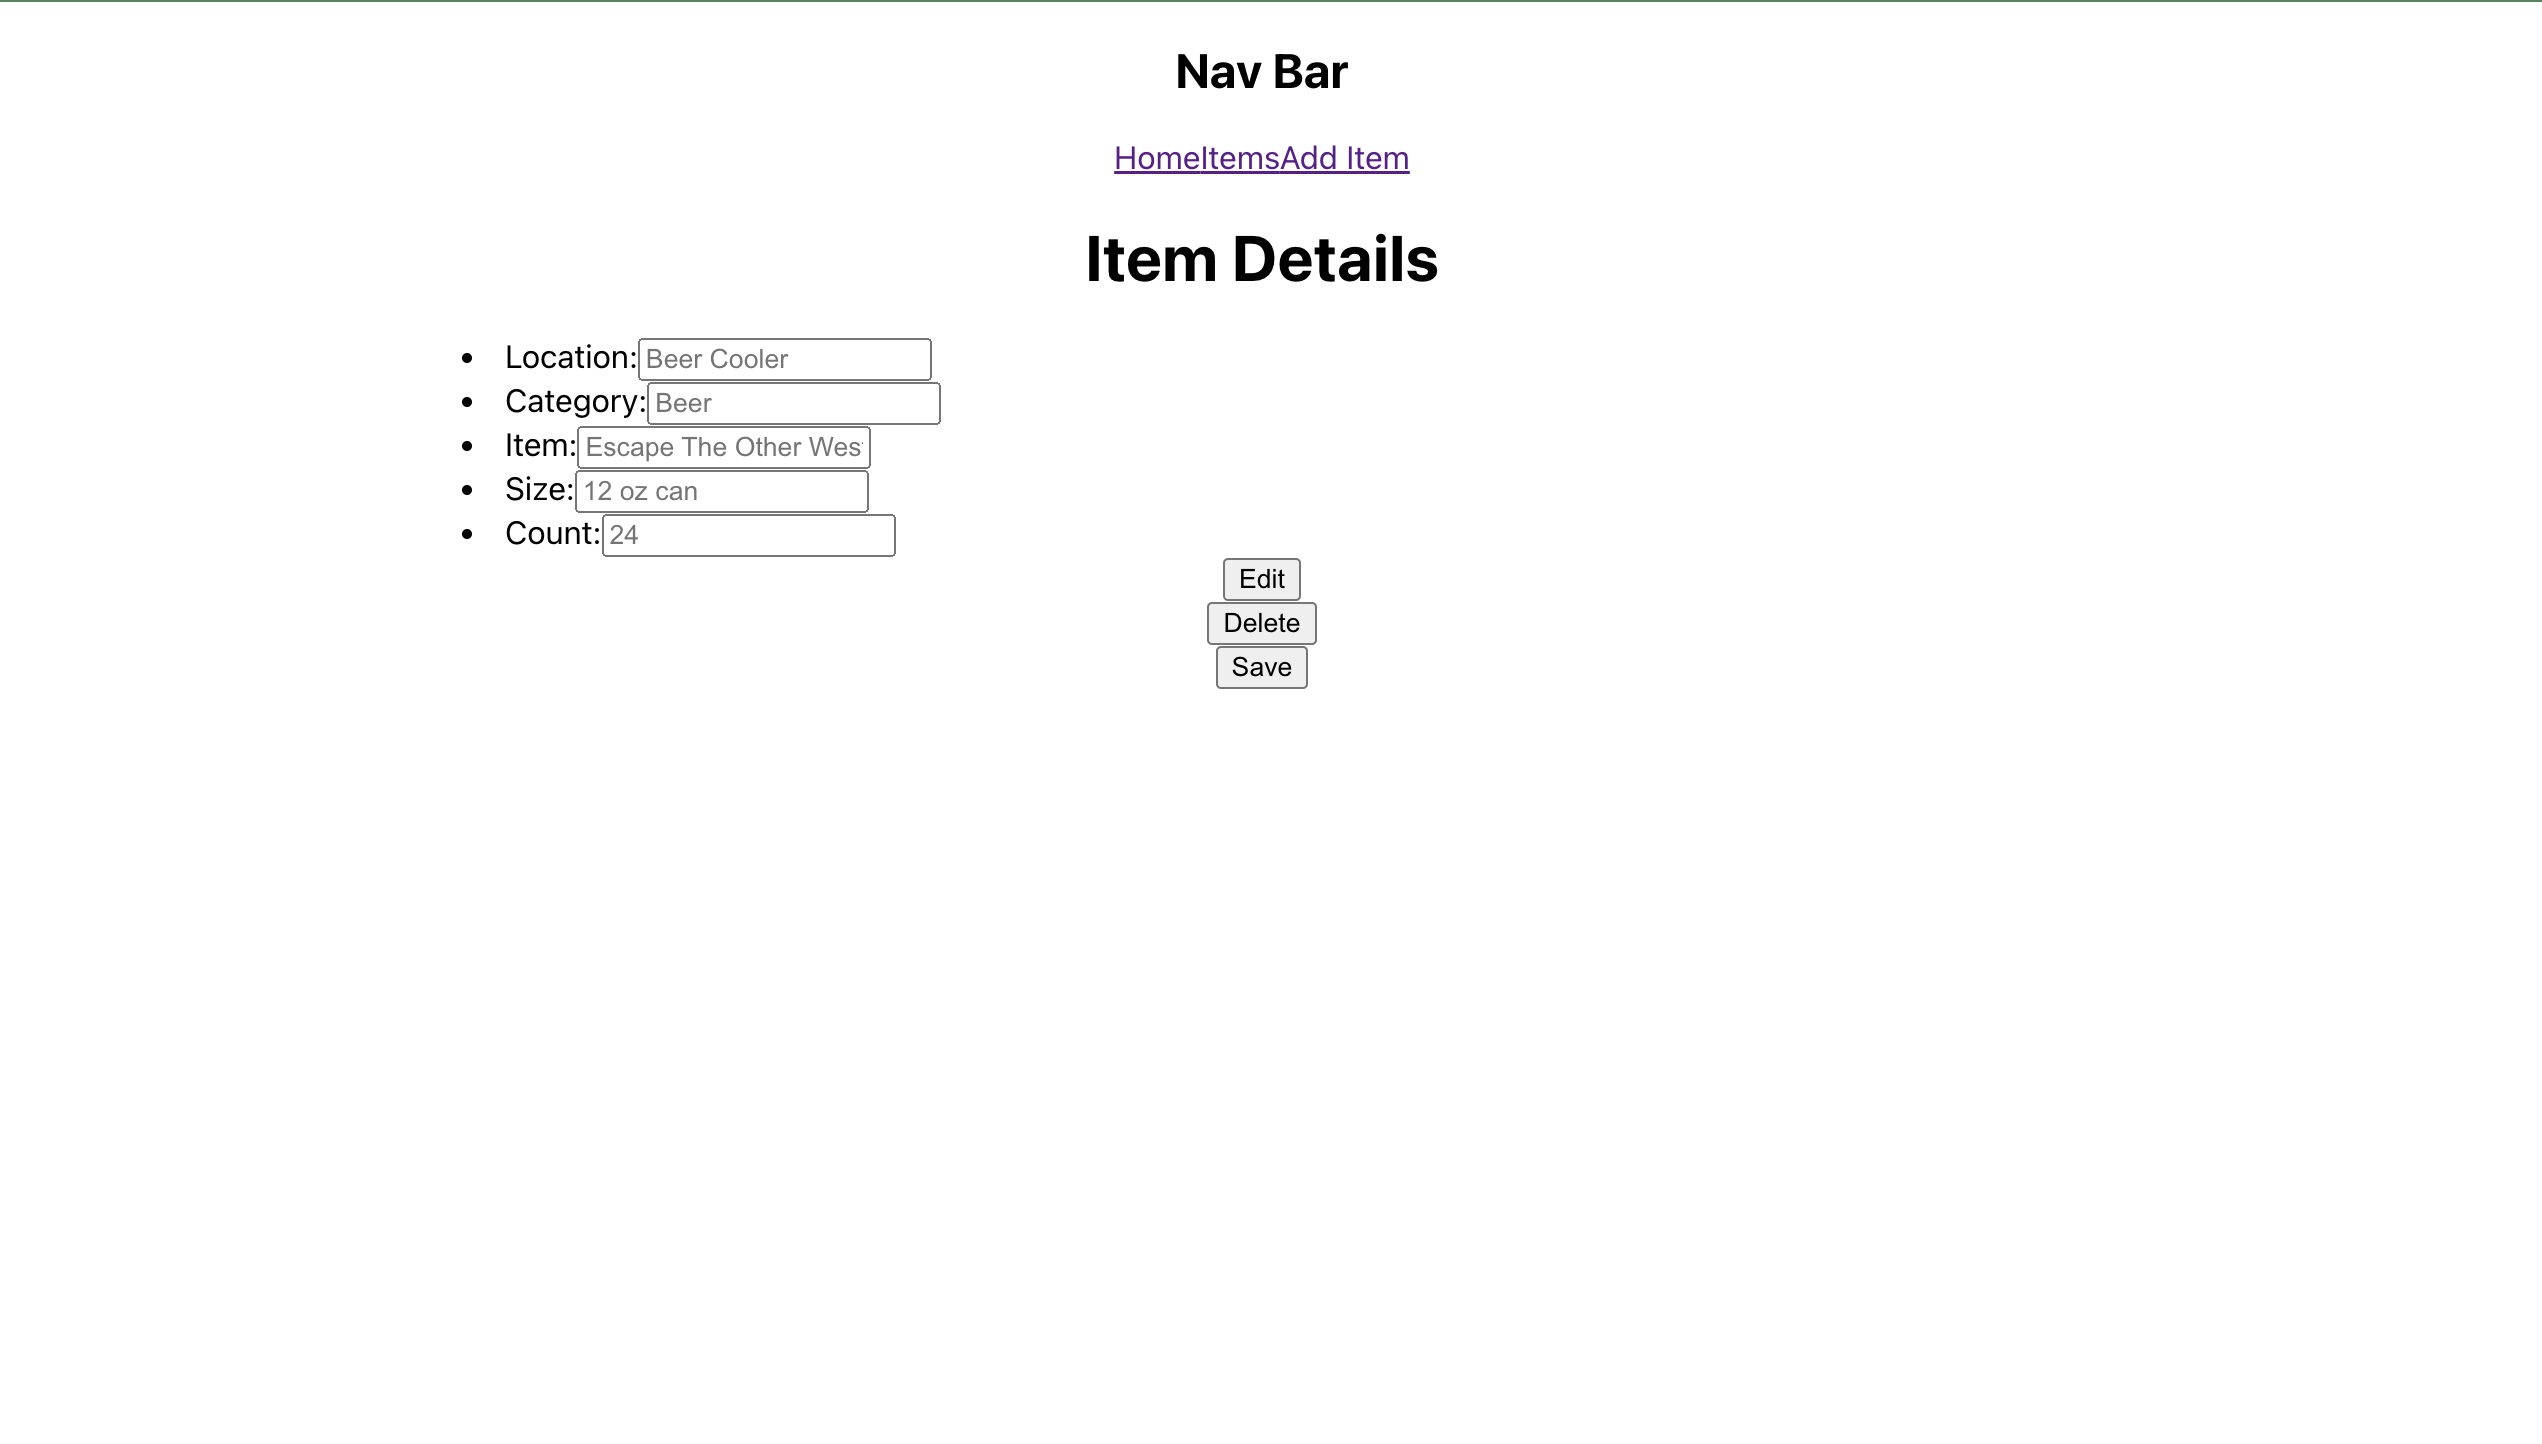 Nav Bar
HomeItemsAdd Item
Item Details
Location: Beer Cooler
Category: Beer
Item: Escape The Other Wes
Size: 12 oz can
Count: 24
Edit
Delete
Save